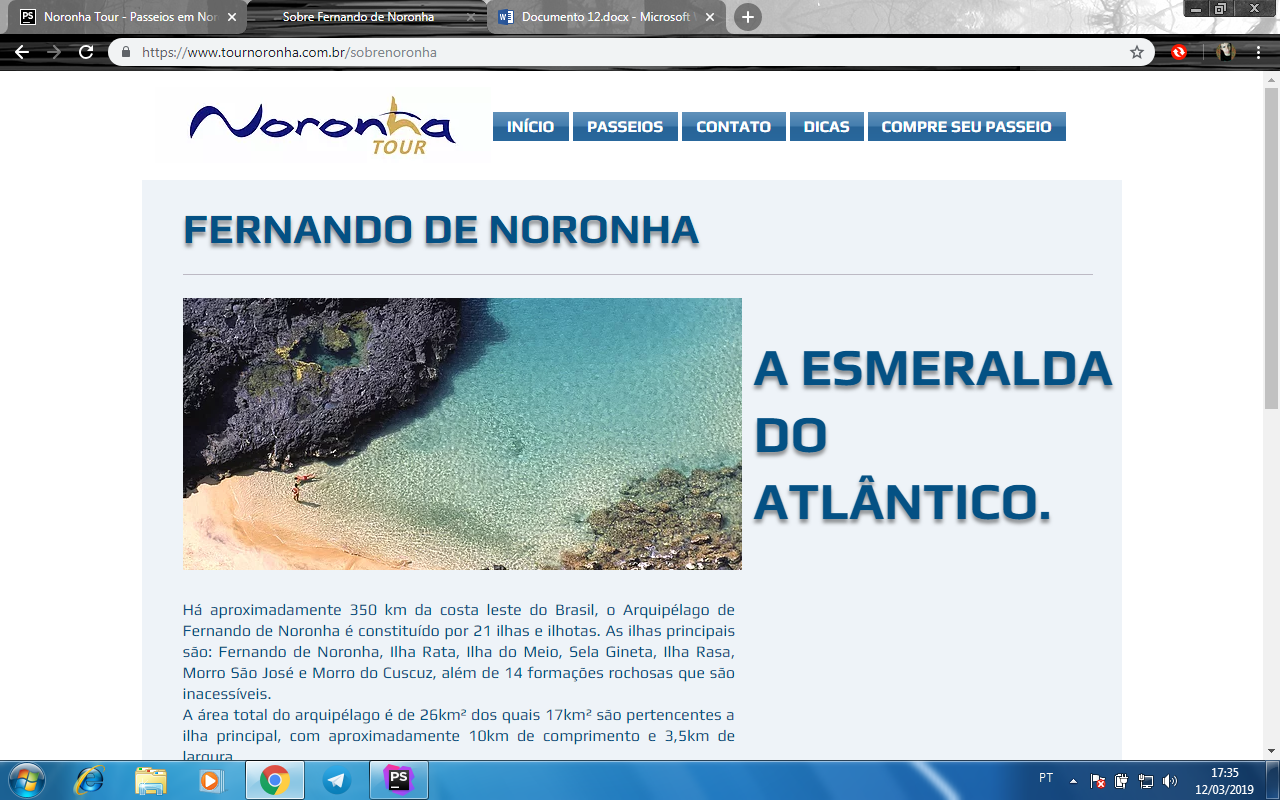 Noronha Tour - Passeios em Nor
Sobre Fernando de Noronha
Documento 12.docx - Microsoft
https://www.tournoronha.com.br/sobrenoronha
Noronha
TOUR
INÍCIO PASSEIOS CONTATO DICAS COMPRE SEU PASSEIO
FERNANDO DE NORONHA
A ESMERALDA
DO
ATLÂNTICO.
Há aproximadamente 350 km da costa leste do Brasil, o Arquipélago de
Fernando de Noronha é constituído por 21 ilhas e ilhotas. As ilhas principais
são: Fernando de Noronha, Ilha Rata, Ilha do Meio, Sela Gineta, Ilha Rasa,
Morro São José e Morro do Cuscuz, além de 14 formações rochosas que são
inacessíveis.
A área total do arquipélago é de 26km² dos quais 17km² são pertencentes a
ilha principal, com aproximadamente 10km de comprimento e 3,5km de
largura.
PS
PT
17:35
12/03/2019